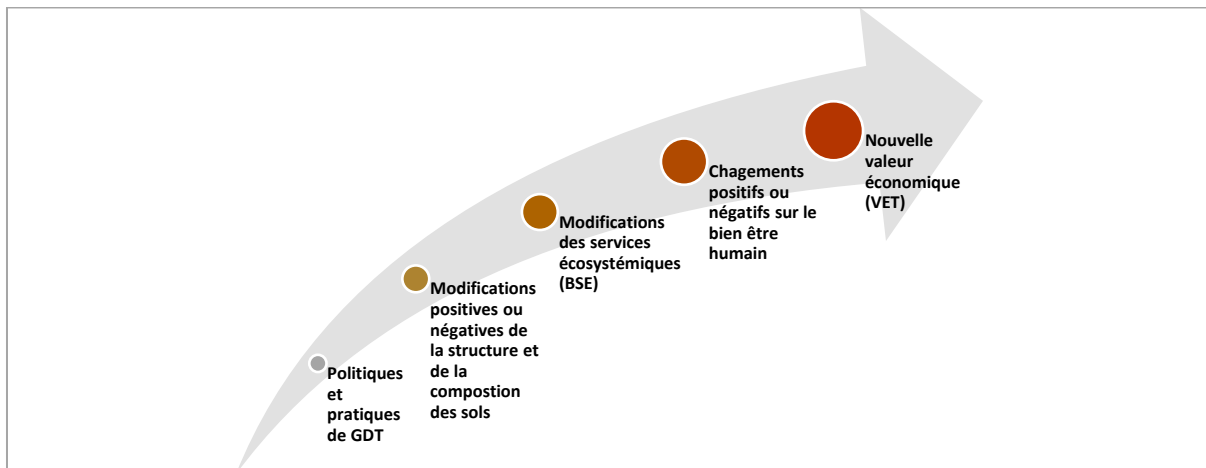 Politiques
et
pratiques
de GDT
Modifications
positives ou
négatives de
la structure et
de la
compostion
des sols
Modifications
des services
écosystémiques
(BSE)
Chagements
positifs ou
négatifs sur le
bien être
humain
Nouvelle
valeur
économique
(VET)